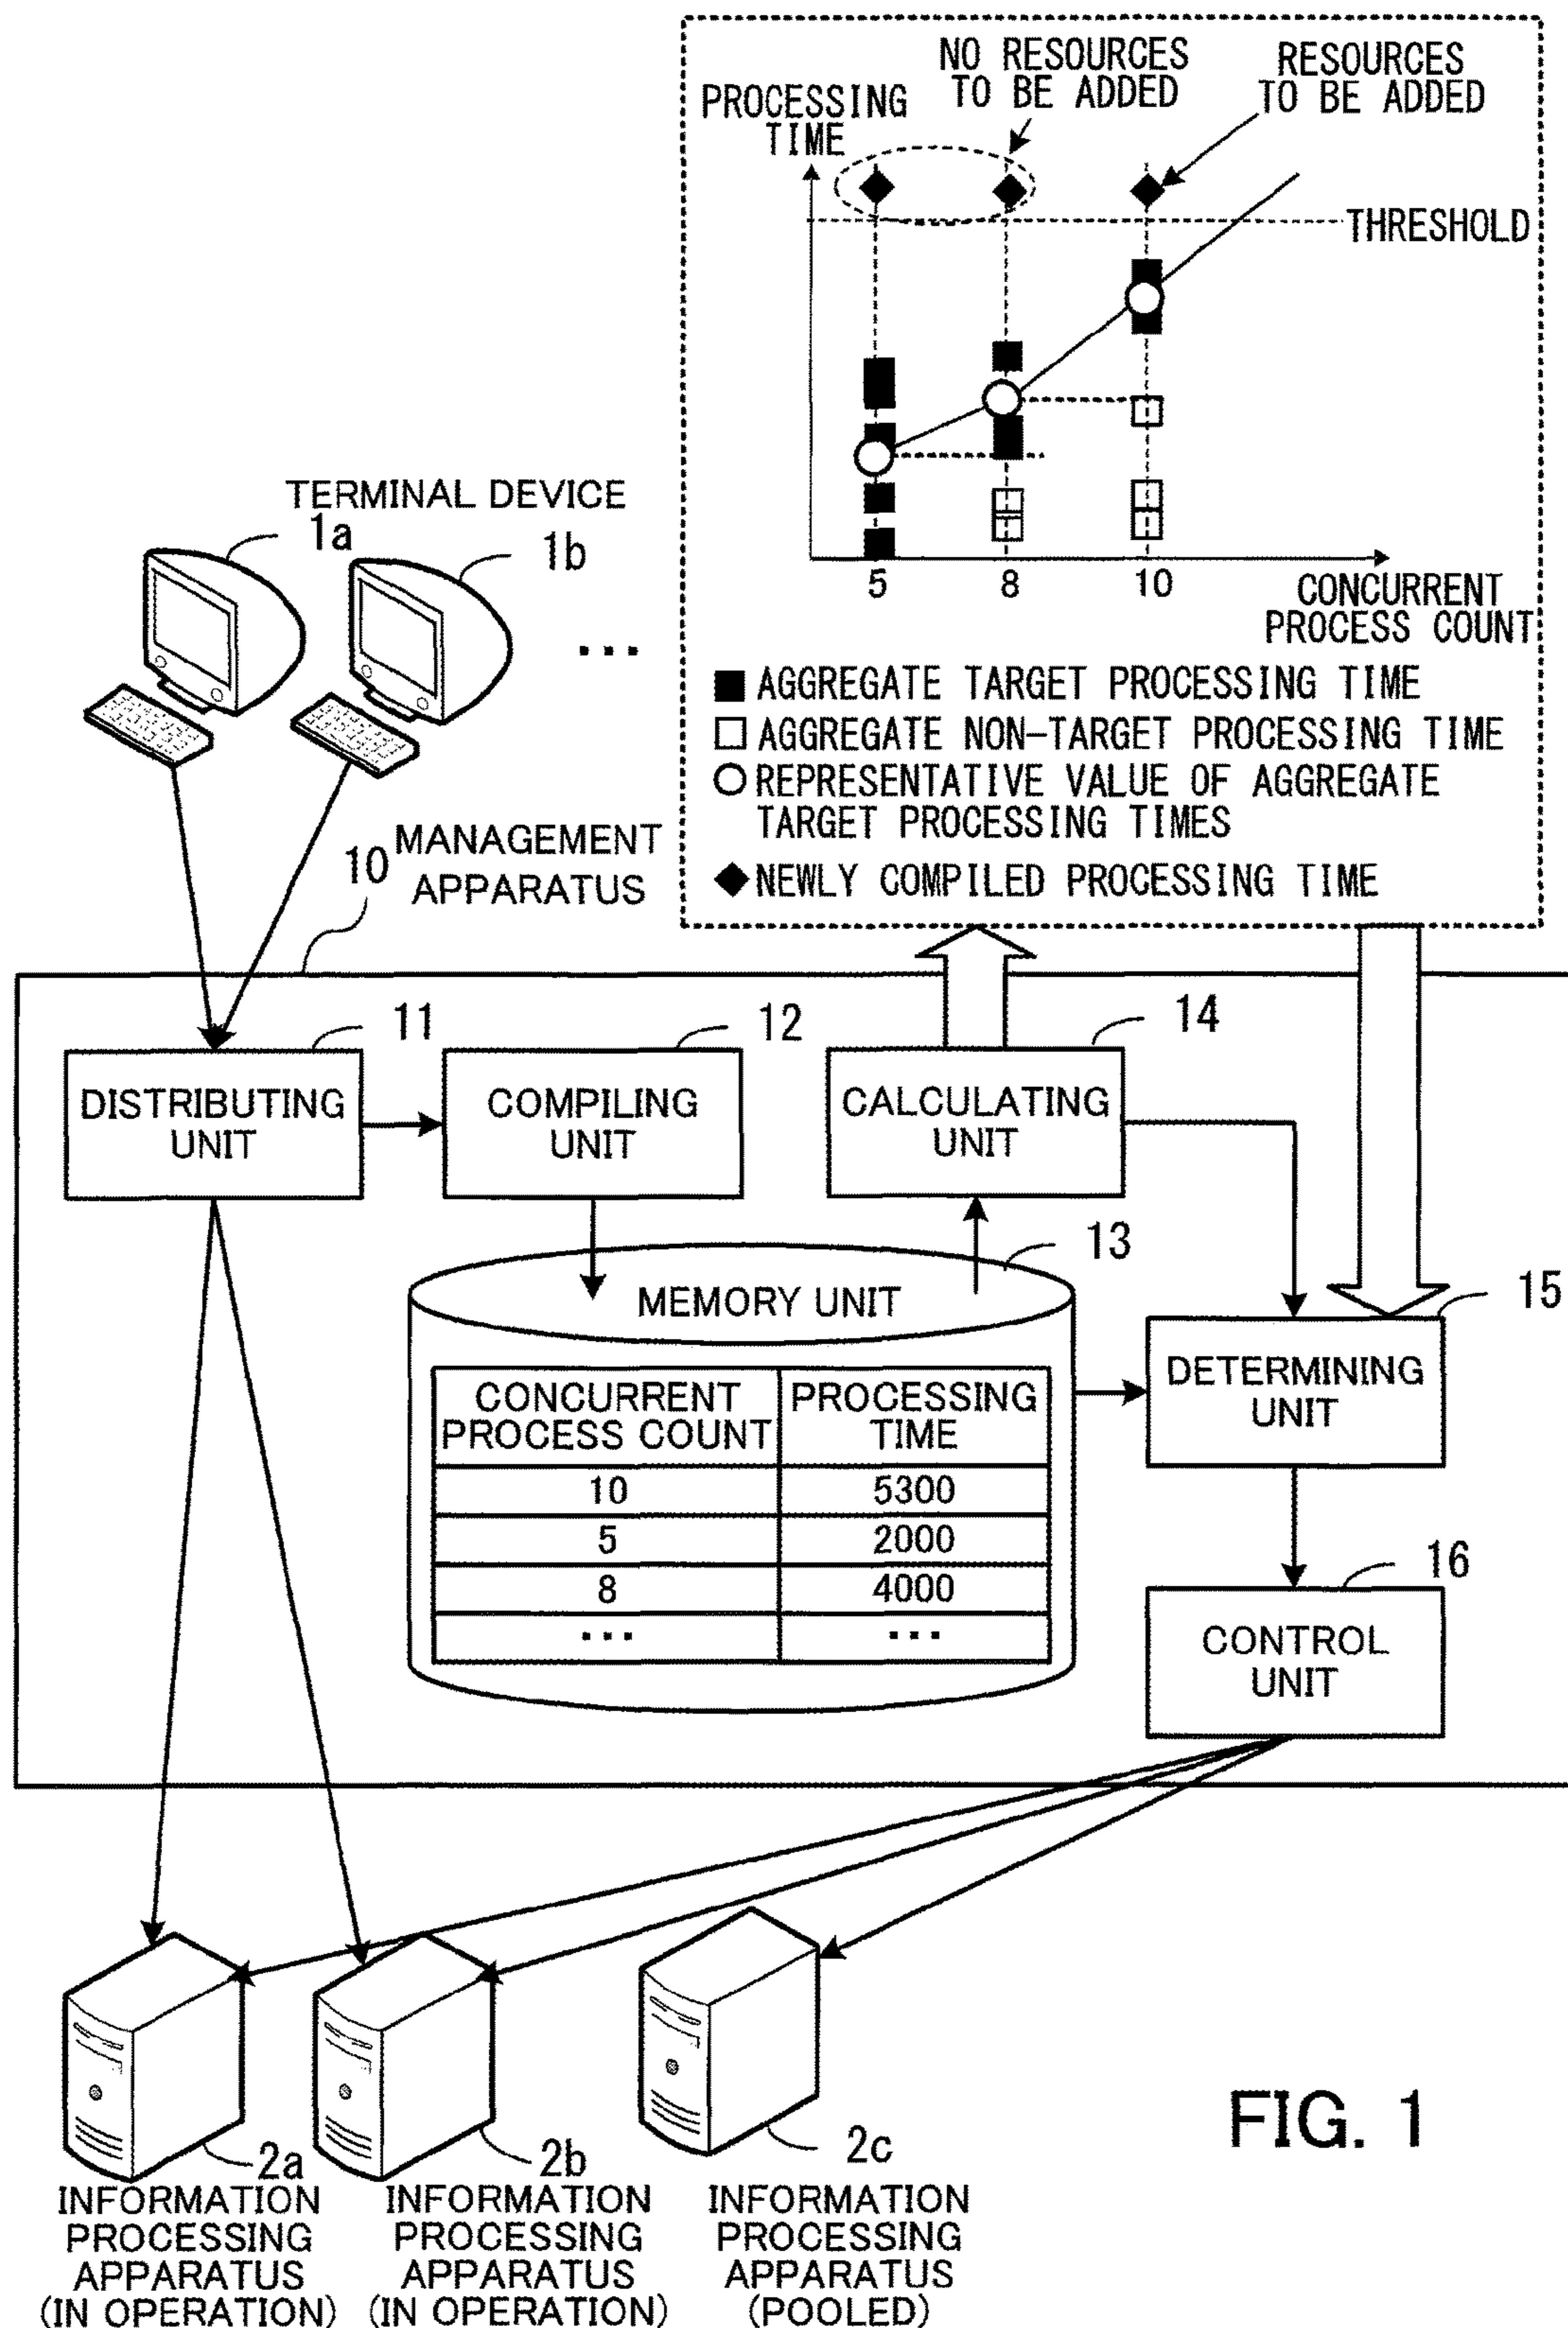 NO RESOURCES
TO BE ADDED
RESOURCES
TO BE ADDED
PROCESSING
TIME
THRESHOLD
5
8
10
CONCURRENT
PROCESS COUNT
AGGREGATE TARGET PROCESSING TIME
AGGREGATE NON-TARGET PROCESSING TIME
REPRESENTATIVE VALUE OF AGGREGATE
TARGET PROCESSING TIMES
NEWLY COMPILED PROCESSING TIME
TERMINAL DEVICE
1a
1b
...
10
MANAGEMENT
APPARATUS
11
DISTRIBUTING
UNIT
12
COMPILING
UNIT
14
CALCULATING
UNIT
13
MEMORY UNIT
CONCURRENT
PROCESS COUNT
PROCESSING
TIME
10 5300
5 2000
8 4000
... ...
15
DETERMINING
UNIT
16
CONTROL
UNIT
2a
INFORMATION
PROCESSING
APPARATUS
(IN OPERATION)
2b
INFORMATION
PROCESSING
APPARATUS
(IN OPERATION)
2c
INFORMATION
PROCESSING
APPARATUS
(POOLED)
FIG. 1